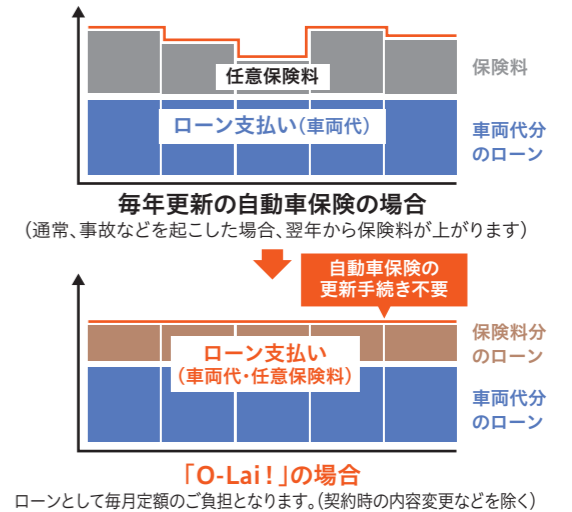 任意保険料
保険料
ローン支払い(車両代)
車両代分
のローン
毎年更新の自動車保険の場合
(通常、事故などを起こした場合、翌年から保険料が上がります)
自動車保険の
更新手続き不要
保険料分
のローン
ローン支払い
(車両代・任意保険料)
車両代分
のローン
「O-Lai!」の場合
ローンとして毎月定額のご負担となります。(契約時の内容変更などを除く)